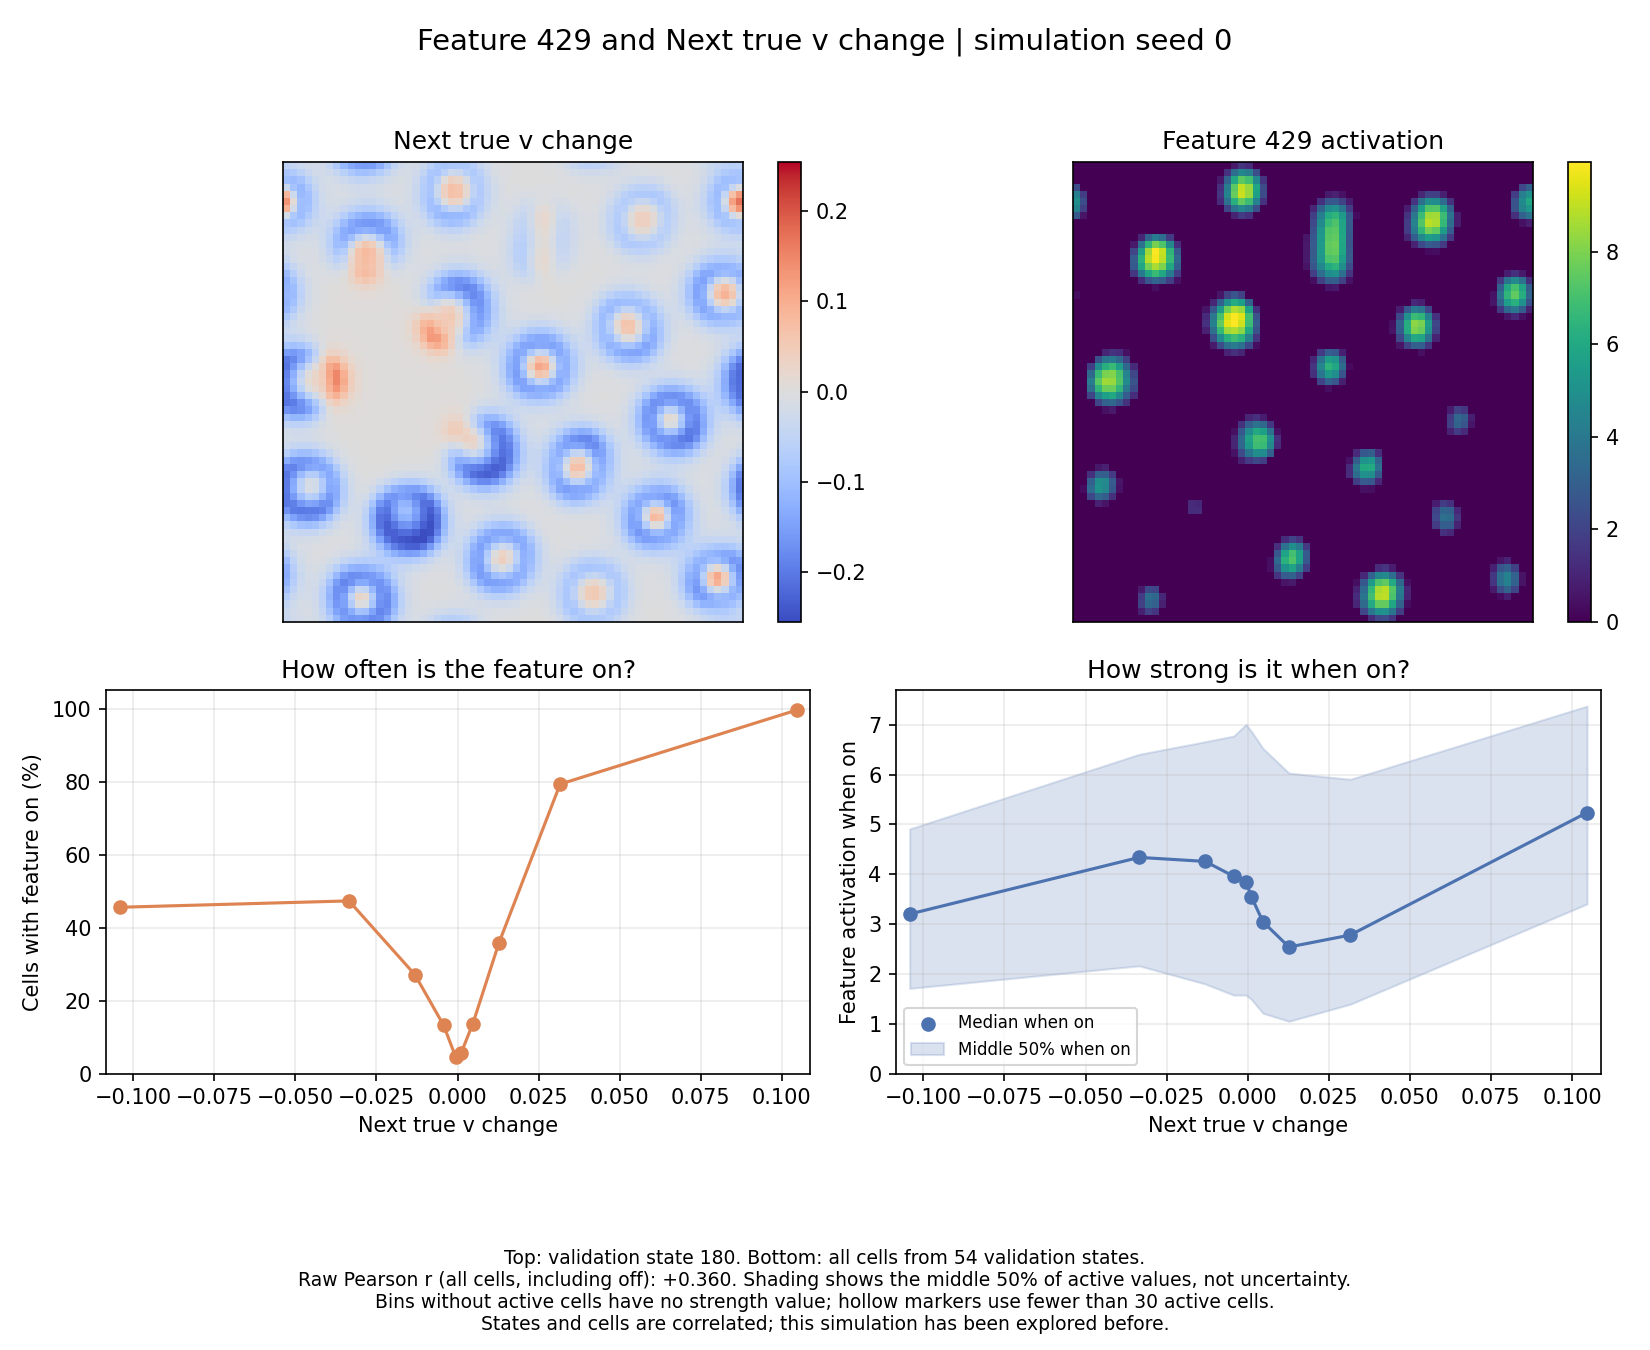 Feature 429 and Next true v change | simulation seed 0
Next true v change
Feature 429 activation
0.2
0.1
0.0
−0.1
−0.2
8
6
4
2
0
How often is the feature on?
How strong is it when on?
Cells with feature on (%)
100
80
60
40
20
0
−0.100 −0.075 −0.050 −0.025 0.000 0.025 0.050 0.075 0.100
Next true v change
Feature activation when on
7
6
5
4
3
2
1
0
Median when on
Middle 50% when on
−0.100 −0.075 −0.050 −0.025 0.000 0.025 0.050 0.075 0.100
Next true v change
Top: validation state 180. Bottom: all cells from 54 validation states.
Raw Pearson r (all cells, including off): +0.360. Shading shows the middle 50% of active values, not uncertainty.
Bins without active cells have no strength value; hollow markers use fewer than 30 active cells.
States and cells are correlated; this simulation has been explored before.